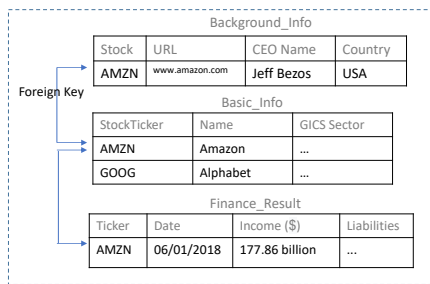 Background_Info
Stock URL CEO Name Country
AMZN www.amazon.com Jeff Bezos USA
Foreign Key
Basic_Info
StockTicker Name GICS Sector
AMZN Amazon ...
GOOG Alphabet ...
Finance_Result
Ticker Date Income ($) Liabilities
AMZN 06/01/2018 177.86 billion ...